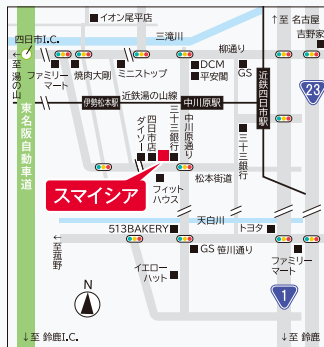 イオン尾平店
↑至 名古屋
四日市I.C.
三滝川
柳通り
吉野家
←至 湯の山
ファミリーマート
焼肉大剛
ミニストップ
DCM
平安閣
GS
近鉄四日市駅
23
近鉄湯の山線
伊勢松本駅
中川原駅
東名阪自動車道
ダイソー
四日市店
三十三銀行
中川原通り
三十三銀行
スマイシア
フィットハウス
松本街道
天白川
513BAKERY
トヨタ
←至菰野
GS
笹川通り
イエローハット
ファミリーマート
N
1
↓至 鈴鹿I.C.
↓至 鈴鹿